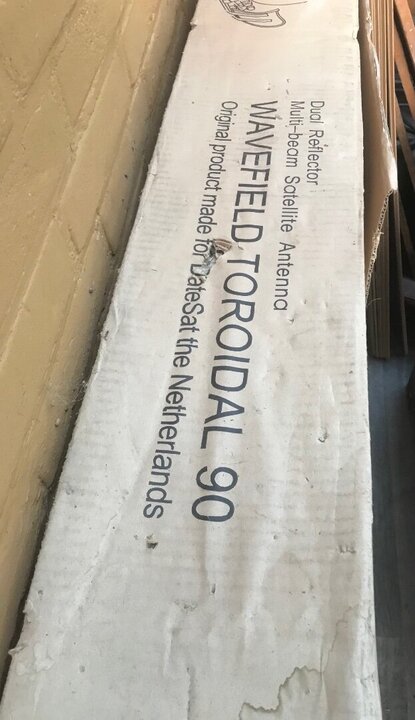 Dual Reflector
Multi-beam Satellite Antenna
WAVEFIELD TOROIDAL 90
Original product made for DateSat the Netherlands